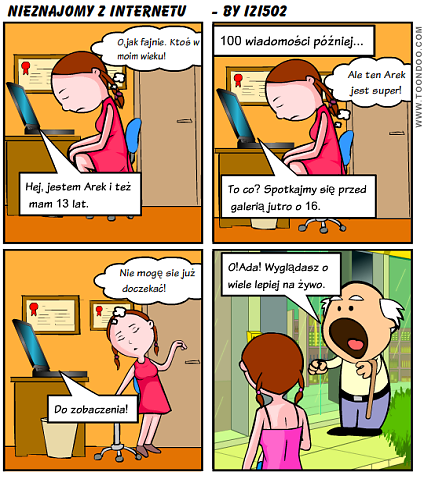 NIEZNAJOMY Z INTERNETU - BY IZI502
O,jak fajnie. Ktoś w
moim wieku!
Hej, jestem Arek i też
mam 13 lat.
100 wiadomości później...
Ale ten Arek
jest super!
To co? Spotkajmy się przed
galerią jutro o 16.
Nie mogę sie już
doczekać!
Do zobaczenia!
O!Ada! Wyglądasz o
wiele lepiej na żywo.
WWW.TOONDOO.COM